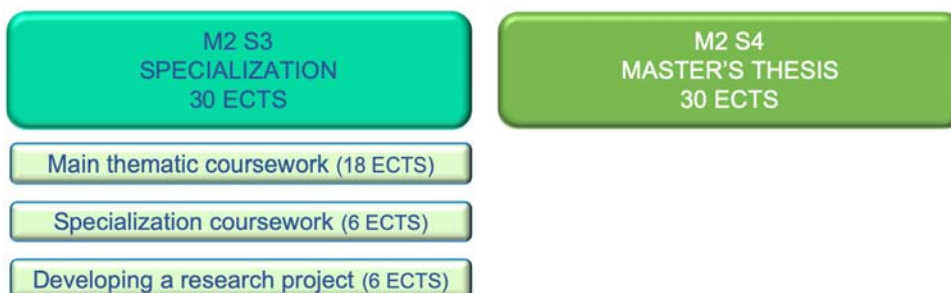 M2 S3
SPECIALIZATION
30 ECTS
Main thematic coursework (18 ECTS)
Specialization coursework (6 ECTS)
Developing a research project (6 ECTS)
M2 S4
MASTER'S THESIS
30 ECTS